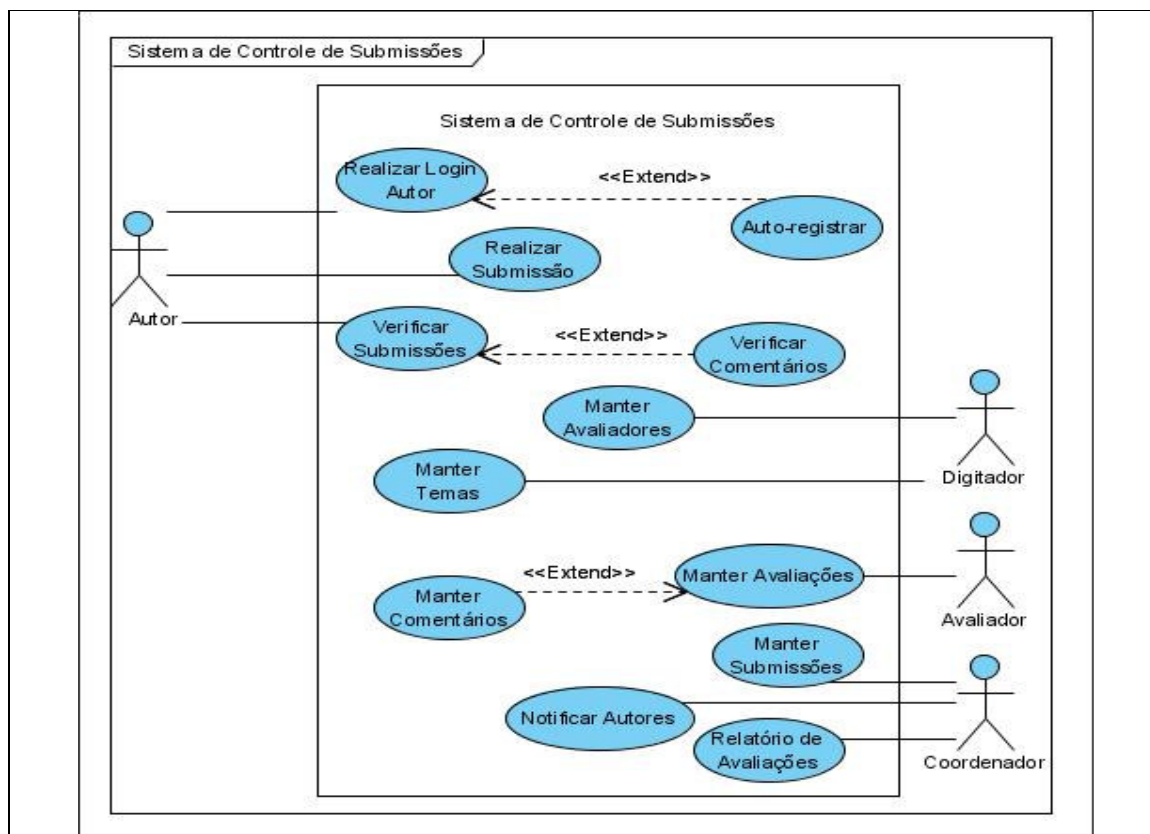 Sistema de Controle de Submissões
Sistema de Controle de Submissões
Realizar Login
Autor
<<Extend>>
Auto-registrar
Realizar
Submissão
Autor
Verificar
Submissões
<<Extend>>
Verificar
Comentários
Manter
Avaliadores
Digitador
Manter
Temas
<<Extend>>
Manter Avaliações
Manter
Comentários
Avaliador
Manter
Submissões
Notificar Autores
Relatório de
Avaliações
Coordenador